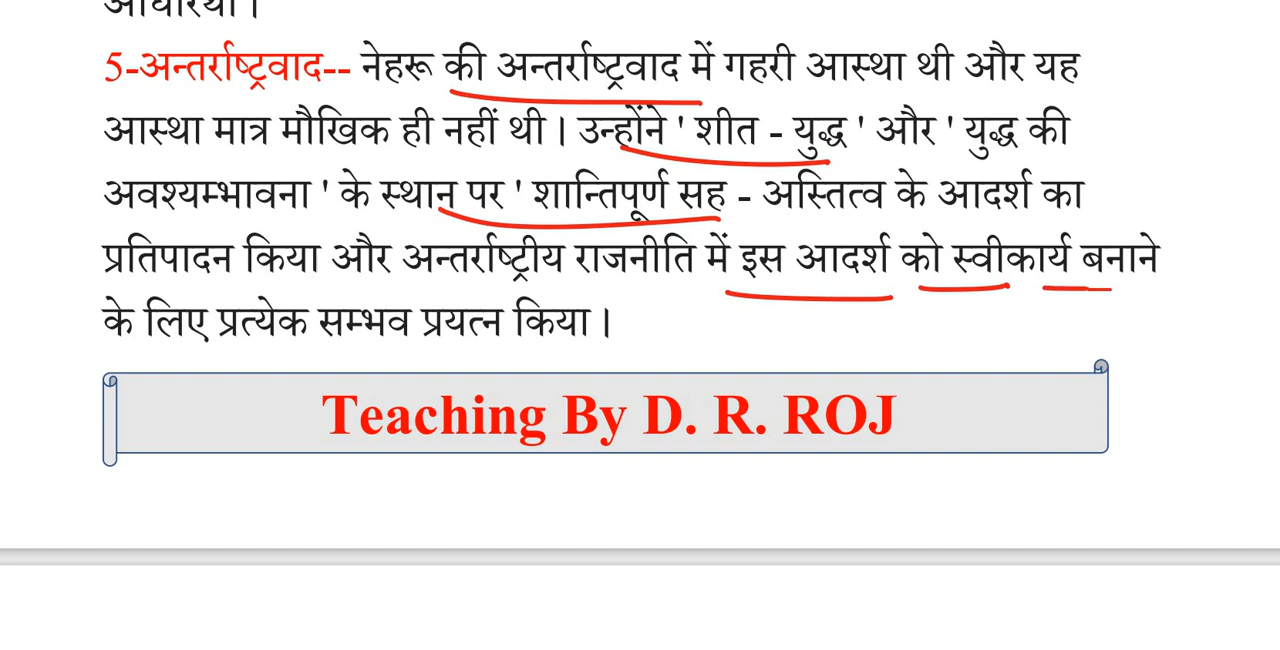 आधारित था।
5-अन्तर्राष्ट्रवाद-- नेहरू की अन्तर्राष्ट्रवाद में गहरी आस्था थी और यह
आस्था मात्र मौखिक ही नहीं थी। उन्होंने ' शीत - युद्ध ' और ' युद्ध की
अवश्यम्भावना ' के स्थान पर ' शान्तिपूर्ण सह - अस्तित्व के आदर्श का
प्रतिपादन किया और अन्तर्राष्ट्रीय राजनीति में इस आदर्श को स्वीकार्य बनाने
के लिए प्रत्येक सम्भव प्रयत्न किया।
Teaching By D. R. ROJ